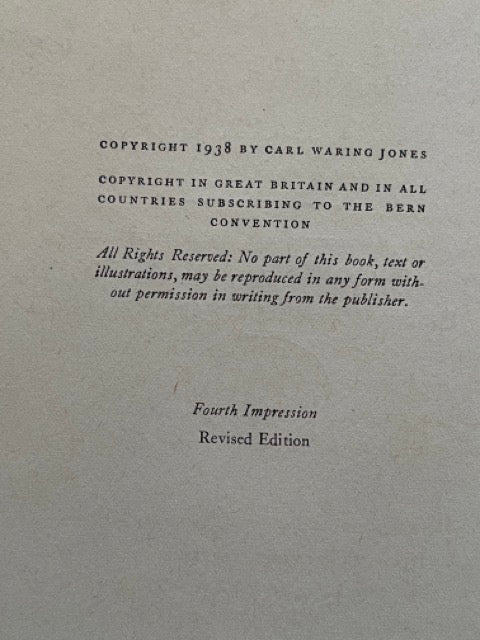 COPYRIGHT 1938 BY CARL WARING JONES
COPYRIGHT IN GREAT BRITAIN AND IN ALL
COUNTRIES SUBSCRIBING TO THE BERN
CONVENTION
All Rights Reserved: No part of this book, text or
illustrations, may be reproduced in any form with-
out permission in writing from the publisher.
Fourth Impression
Revised Edition